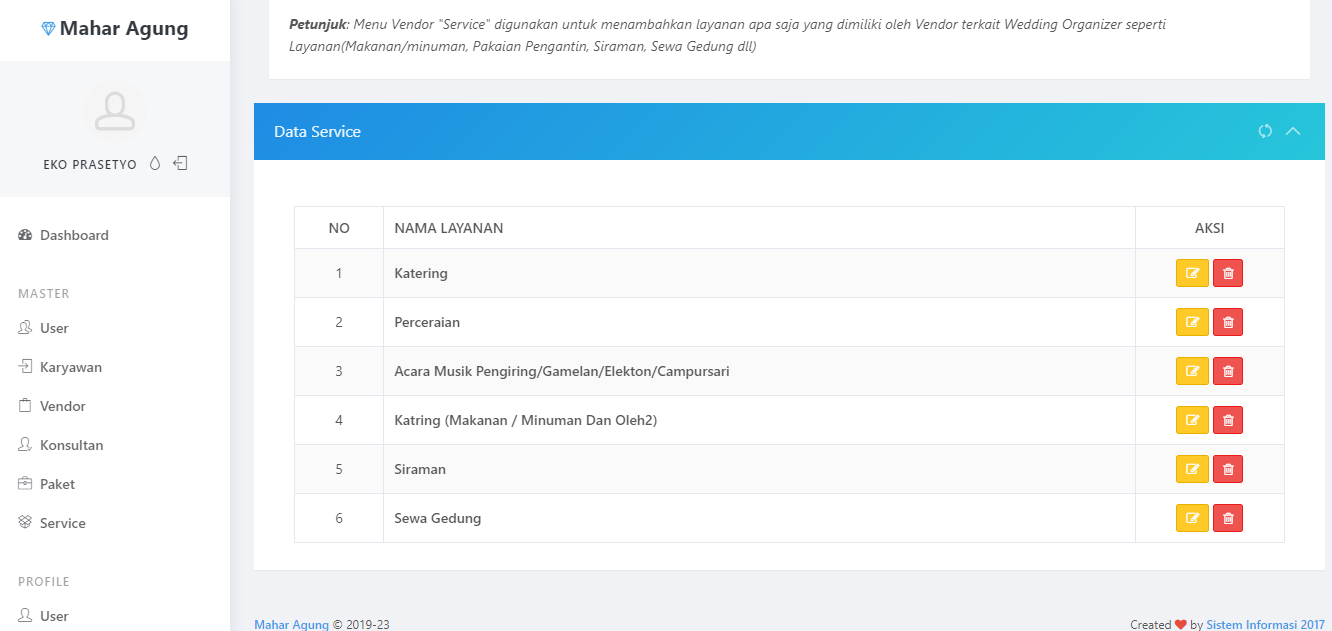 Mahar Agung
EKO PRASETYO
Dashboard
MASTER
User
Karyawan
Vendor
Konsultan
Paket
Service
PROFILE
User
Petunjuk: Menu Vendor "Service" digunakan untuk menambahkan layanan apa saja yang dimiliki oleh Vendor terkait Wedding Organizer seperti
Layanan(Makanan/minuman, Pakaian Pengantin, Siraman, Sewa Gedung dll)
Data Service
NO NAMA LAYANAN AKSI
1 Katering
2 Perceraian
3 Acara Musik Pengiring/Gamelan/Elekton/Campursari
4 Katring (Makanan / Minuman Dan Oleh2)
5 Siraman
6 Sewa Gedung
Mahar Agung © 2019-23 Created ❤ by Sistem Informasi 2017